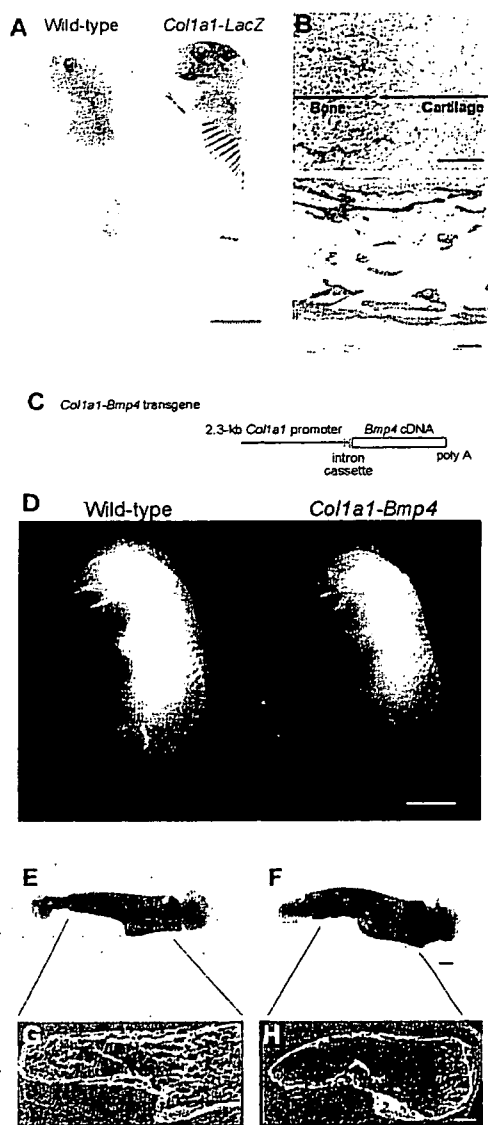 A Wild-type Col1a1-LacZ B
Bone Cartilage
C Col1a1-Bmp4 transgene
2.3-kb Col1a1 promoter Bmp4 cDNA
intron
cassette
poly A
D
Wild-type Col1a1-Bmp4
E F
G H